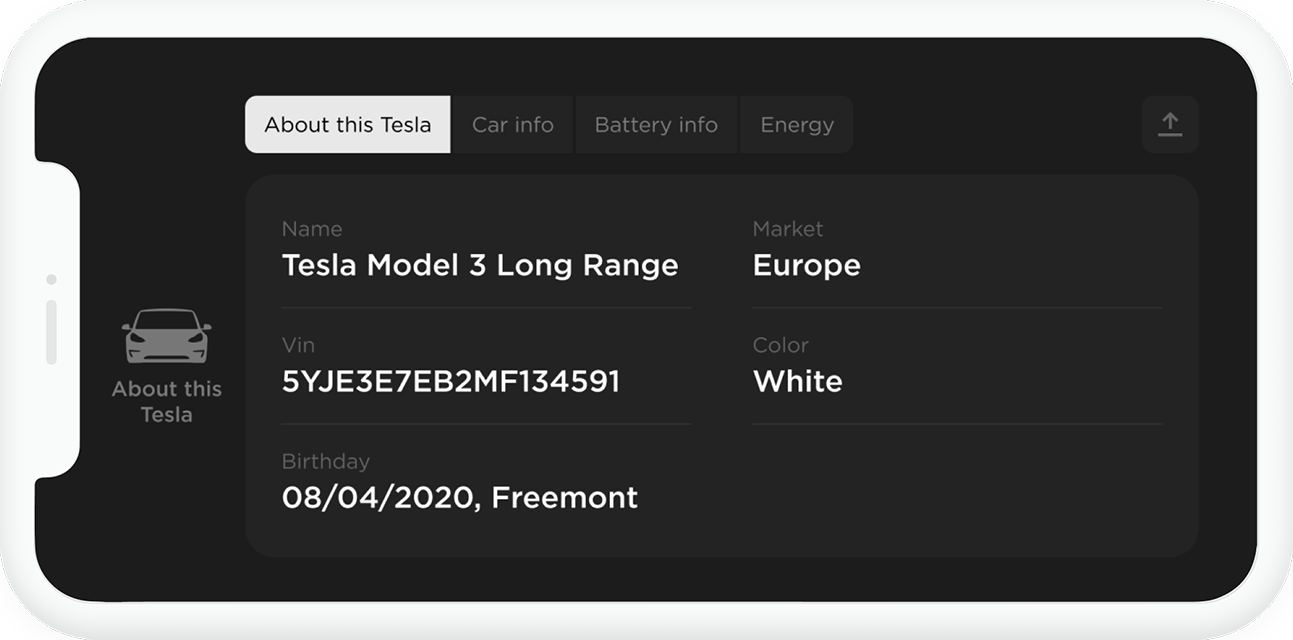 About this Tesla
Car info
Battery info
Energy
Name
Tesla Model 3 Long Range
Market
Europe
Vin
5YJE3E7EB2MF134591
Color
White
About this
Tesla
Birthday
08/04/2020, Freemont